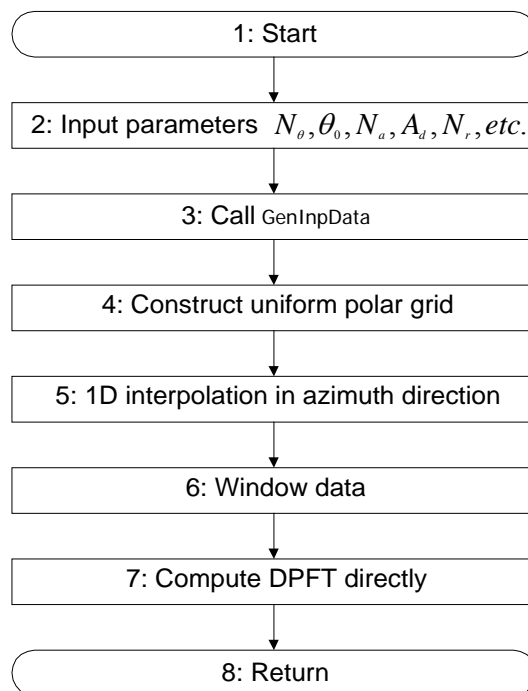 1: Start
2: Input parameters N_θ, θ_0, N_a, A_d, N_r, etc.
3: Call GenInpData
4: Construct uniform polar grid
5: 1D interpolation in azimuth direction
6: Window data
7: Compute DPFT directly
8: Return